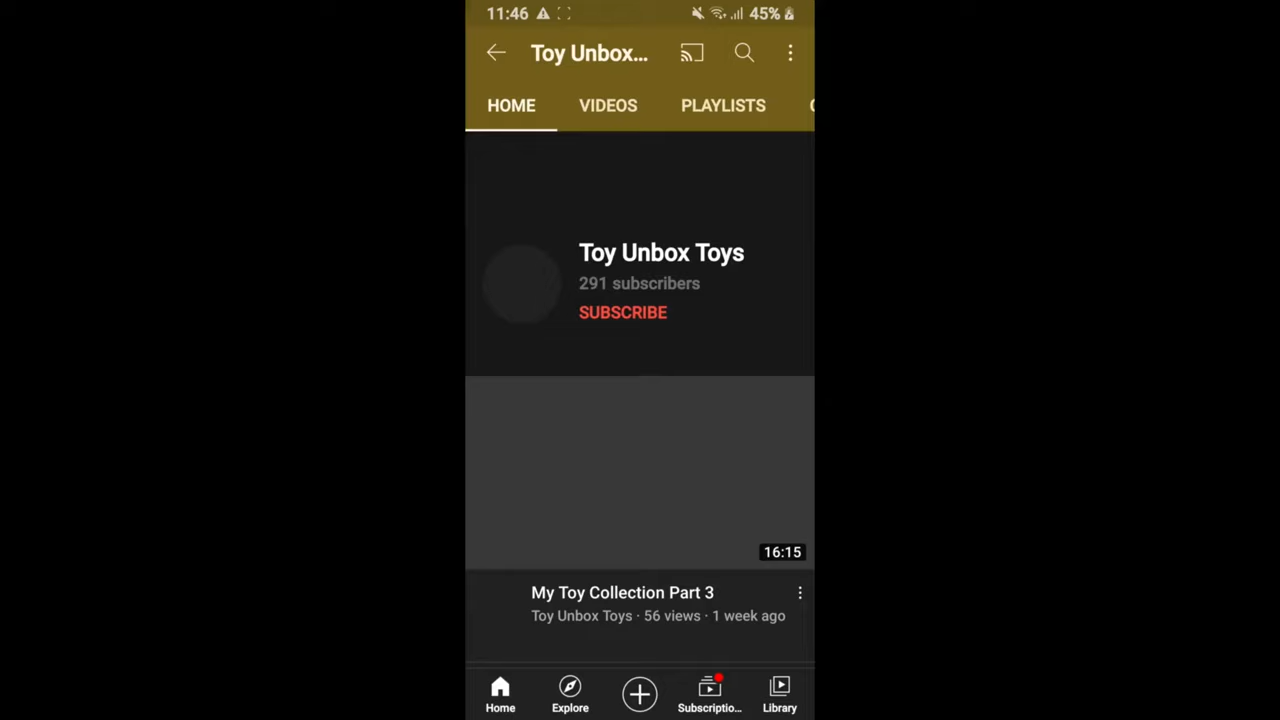 11:46 45%
Toy Unbox...
HOME VIDEOS PLAYLISTS
Toy Unbox Toys
291 subscribers
SUBSCRIBE
16:15
My Toy Collection Part 3
Toy Unbox Toys · 56 views · 1 week ago
Home Explore Subscriptio... Library